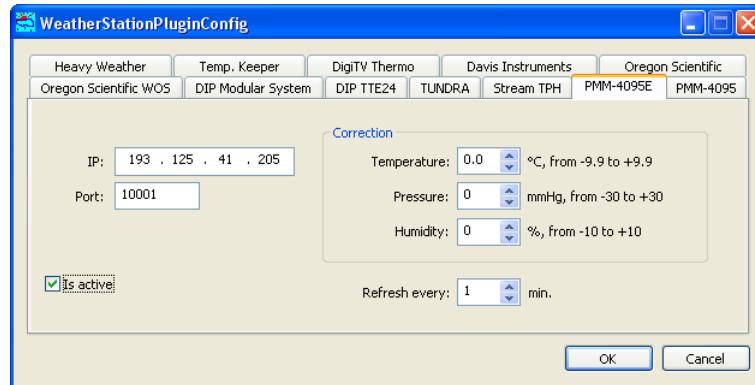 WeatherStationPluginConfig
Heavy Weather Temp. Keeper DigiTV Thermo Davis Instruments Oregon Scientific
Oregon Scientific WOS DIP Modular System DIP TTE24 TUNDRA Stream TPH PMM-4095E PMM-4095
Correction
IP: 193 . 125 . 41 . 205 Temperature: 0.0 °C, from -9.9 to +9.9
Port: 10001 Pressure: 0 mmHg, from -30 to +30
Humidity: 0 %, from -10 to +10
Is active Refresh every: 1 min.
OK Cancel